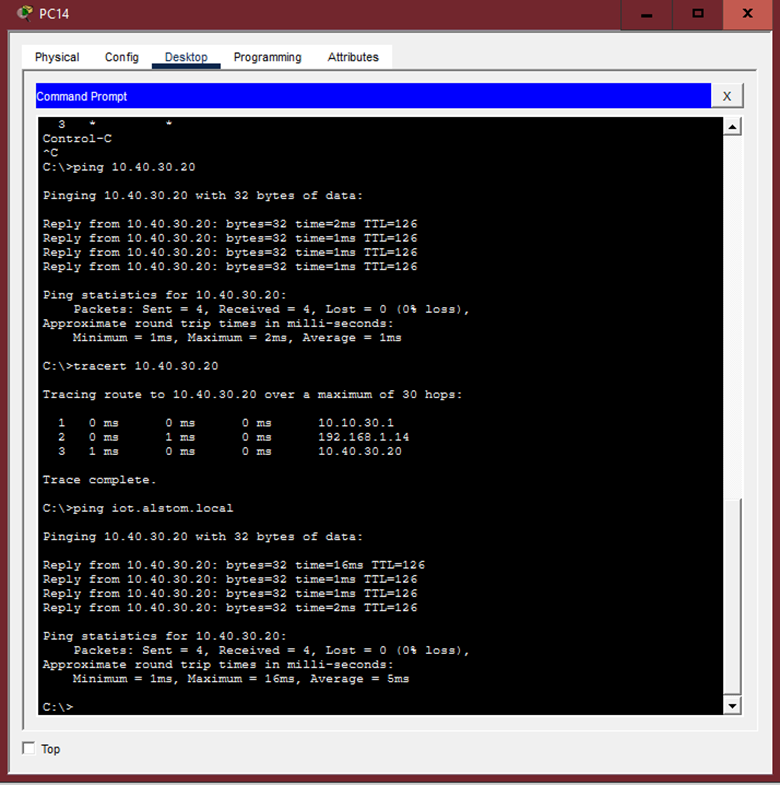 PC14
Physical Config Desktop Programming Attributes
Command Prompt X
3 * *
Control-C
^C
C:\>ping 10.40.30.20
Pinging 10.40.30.20 with 32 bytes of data:
Reply from 10.40.30.20: bytes=32 time=2ms TTL=126
Reply from 10.40.30.20: bytes=32 time=1ms TTL=126
Reply from 10.40.30.20: bytes=32 time=1ms TTL=126
Reply from 10.40.30.20: bytes=32 time=1ms TTL=126
Ping statistics for 10.40.30.20:
Packets: Sent = 4, Received = 4, Lost = 0 (0% loss),
Approximate round trip times in milli-seconds:
Minimum = 1ms, Maximum = 2ms, Average = 1ms
C:\>tracert 10.40.30.20
Tracing route to 10.40.30.20 over a maximum of 30 hops:
1 0 ms 0 ms 0 ms 10.10.30.1
2 0 ms 1 ms 0 ms 192.168.1.14
3 1 ms 0 ms 0 ms 10.40.30.20
Trace complete.
C:\>ping iot.alstom.local
Pinging 10.40.30.20 with 32 bytes of data:
Reply from 10.40.30.20: bytes=32 time=16ms TTL=126
Reply from 10.40.30.20: bytes=32 time=1ms TTL=126
Reply from 10.40.30.20: bytes=32 time=1ms TTL=126
Reply from 10.40.30.20: bytes=32 time=2ms TTL=126
Ping statistics for 10.40.30.20:
Packets: Sent = 4, Received = 4, Lost = 0 (0% loss),
Approximate round trip times in milli-seconds:
Minimum = 1ms, Maximum = 16ms, Average = 5ms
C:\>
Top